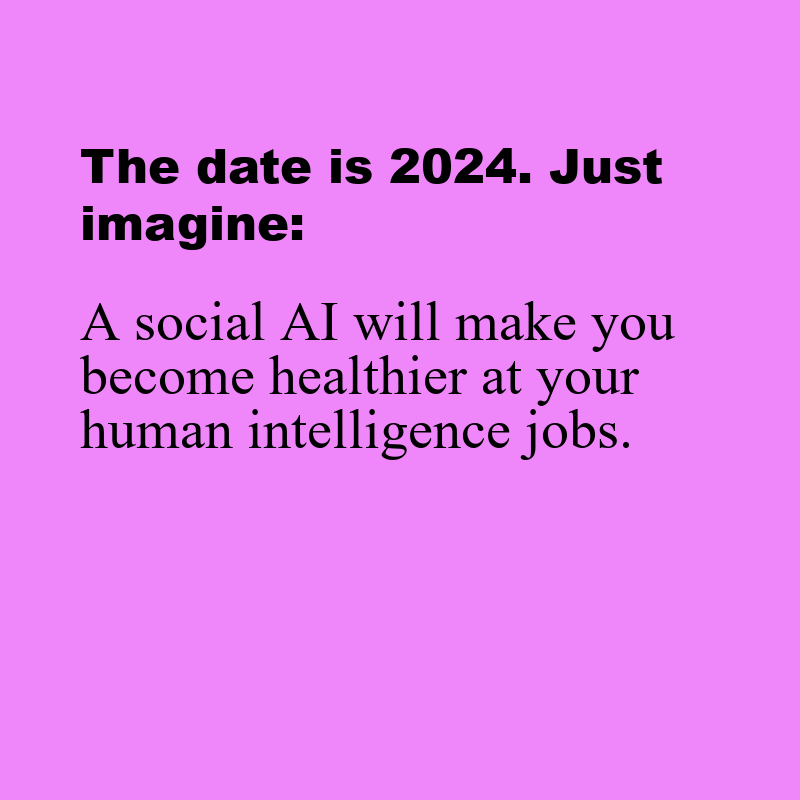 The date is 2024. Just
imagine:
A social AI will make you
become healthier at your
human intelligence jobs.